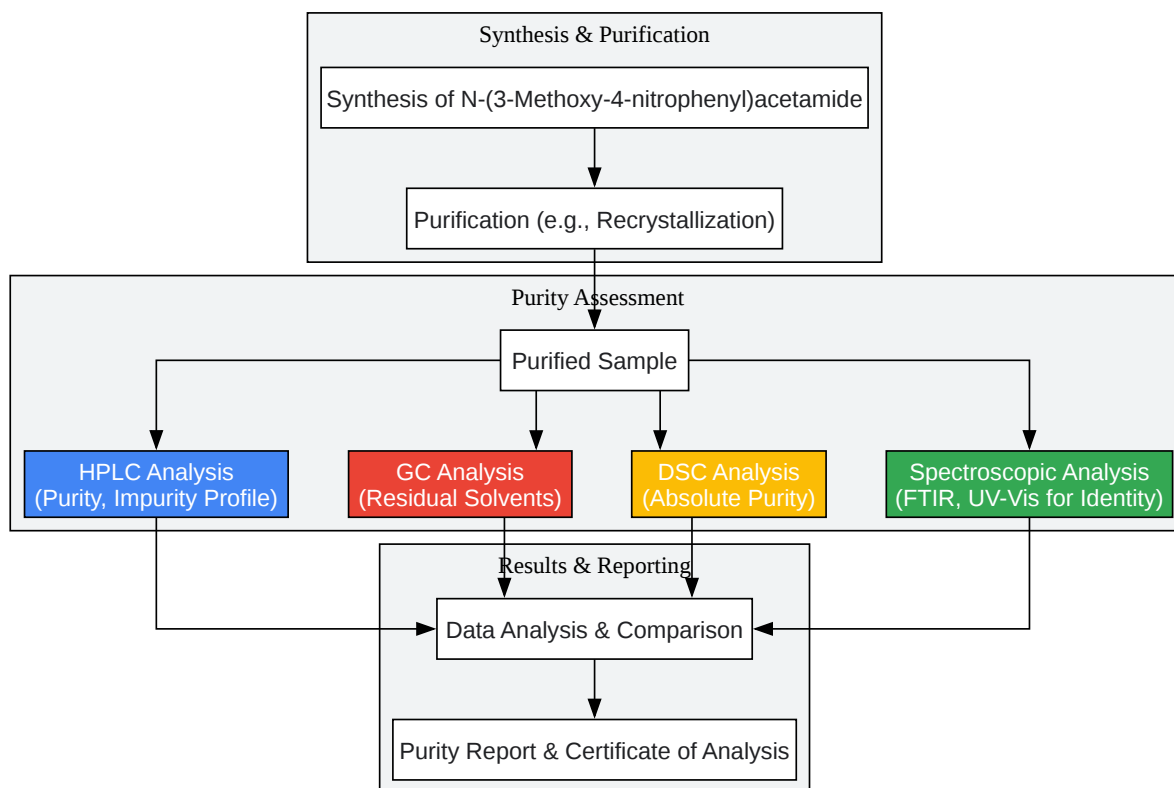 Synthesis & Purification
Synthesis of N-(3-Methoxy-4-nitrophenyl)acetamide
Purification (e.g., Recrystallization)
Purity Assessment
Purified Sample
HPLC Analysis
(Purity, Impurity Profile)
GC Analysis
(Residual Solvents)
DSC Analysis
(Absolute Purity)
Spectroscopic Analysis
(FTIR, UV-Vis for Identity)
Results & Reporting
Data Analysis & Comparison
Purity Report & Certificate of Analysis